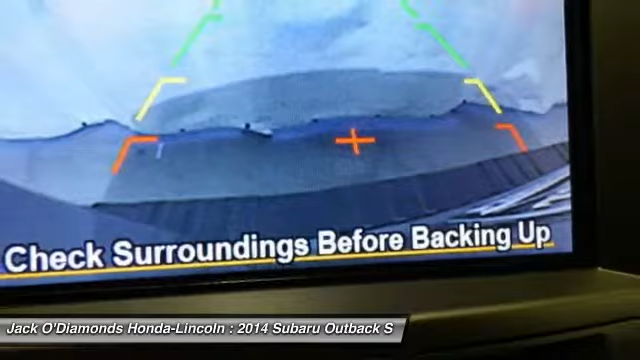 Check Surroundings Before Backing Up
Jack O'Diamonds Honda-Lincoln : 2014 Subaru Outback S